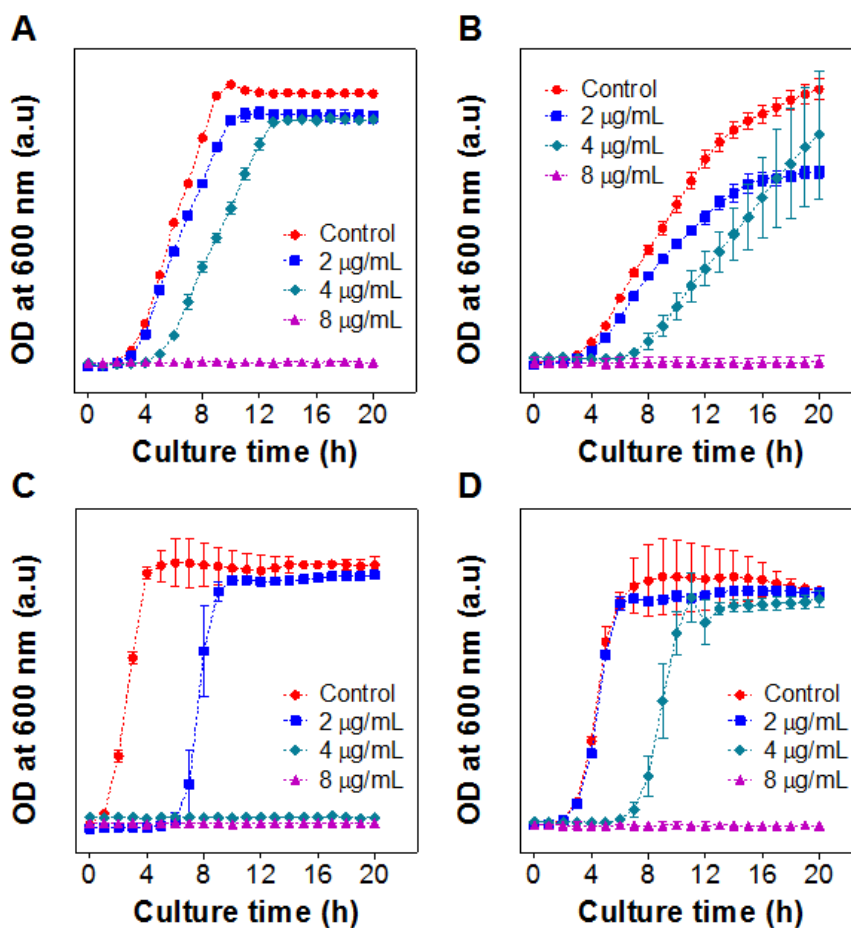 A
OD at 600 nm (a.u)
Control
2 µg/mL
4 µg/mL
8 µg/mL
0 4 8 12 16 20
Culture time (h)
B
OD at 600 nm (a.u)
Control
2 µg/mL
4 µg/mL
8 µg/mL
0 4 8 12 16 20
Culture time (h)
C
OD at 600 nm (a.u)
Control
2 µg/mL
4 µg/mL
8 µg/mL
0 4 8 12 16 20
Culture time (h)
D
OD at 600 nm (a.u)
Control
2 µg/mL
4 µg/mL
8 µg/mL
0 4 8 12 16 20
Culture time (h)